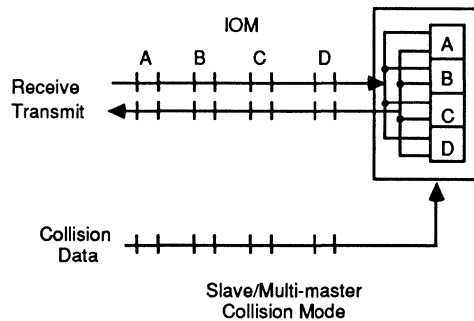 IOM
A B C D
Receive
Transmit
A
B
C
D
Collision
Data
Slave/Multi-master
Collision Mode